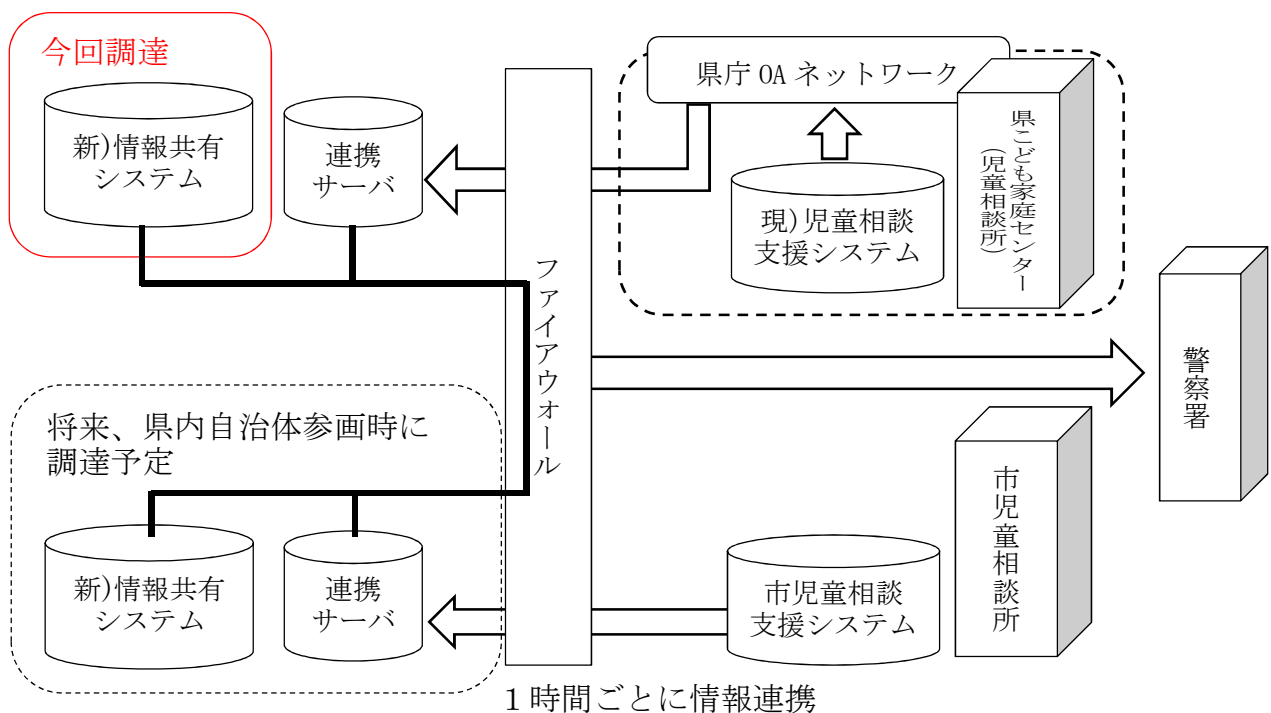 今回調達
新)情報共有
システム
連携
サーバ
ファイアウォール
県庁 OA ネットワーク
現)児童相談
支援システム
県こども家庭センター
(児童相談所)
警察署
将来、県内自治体参画時に
調達予定
新)情報共有
システム
連携
サーバ
市児童相談
支援システム
市児童相談所
１時間ごとに情報連携